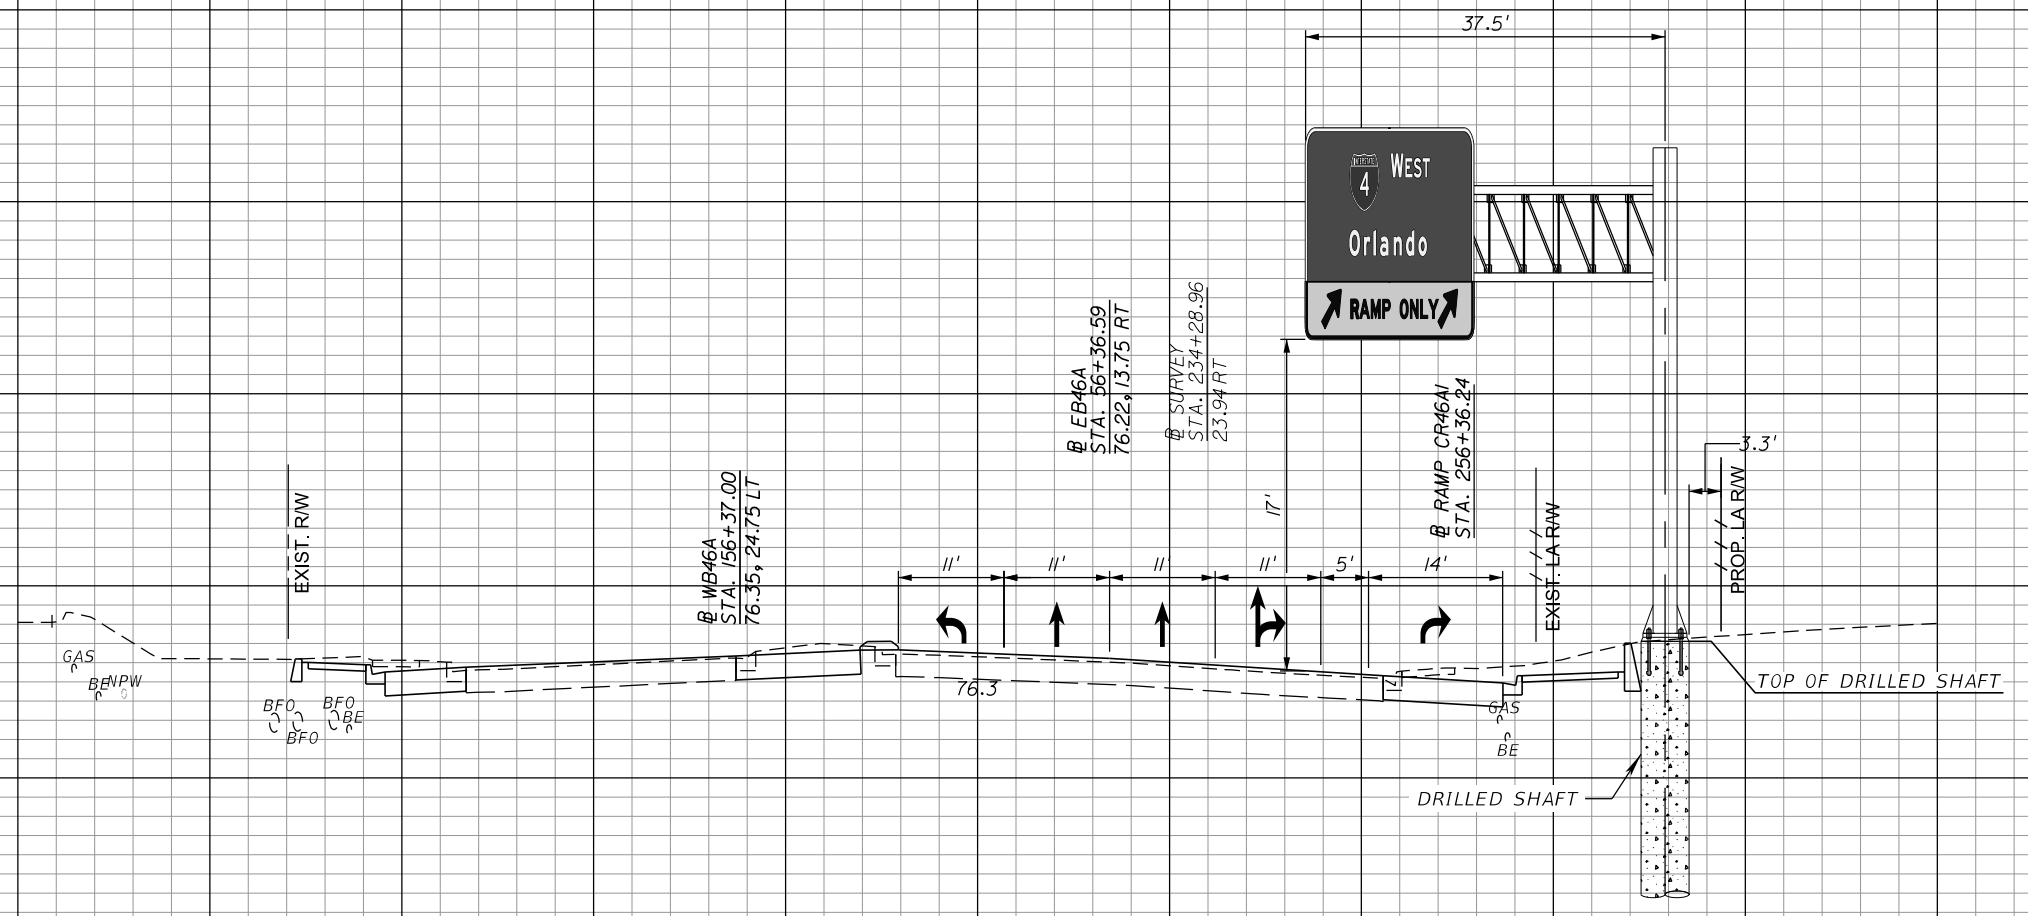 37.5'
INTERSTATE
4
WEST
Orlando
RAMP ONLY
17'
℄ EB46A
STA. 56+36.59
76.22, 13.75 RT
℄ SURVEY
STA. 234+28.96
23.94 RT
℄ RAMP CR46A1
STA. 256+36.24
3.3'
EXIST. R/W
℄ WB46A
STA. 156+37.00
76.35, 24.75 LT
EXIST. LA R/W
PROP. LA R/W
11'
11'
11'
11'
5'
14'
GAS
BE
NPW
BFO
BFO
BFO
BE
76.3
GAS
BE
TOP OF DRILLED SHAFT
DRILLED SHAFT